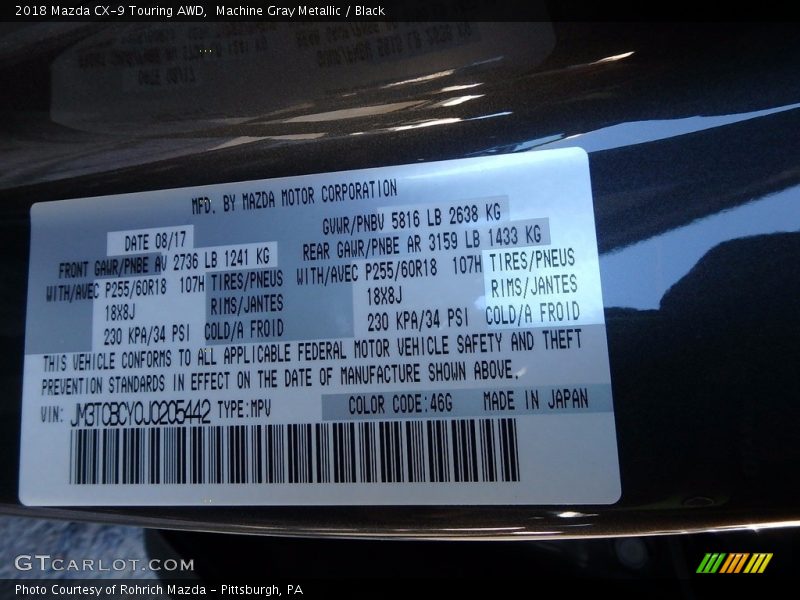 2018 Mazda CX-9 Touring AWD,  Machine Gray Metallic / Black
MFD. BY MAZDA MOTOR CORPORATION
DATE 08/17
GVWR/PNBV 5816 LB 2638 KG
FRONT GAWR/PNBE AV 2736 LB 1241 KG
REAR GAWR/PNBE AR 3159 LB 1433 KG
WITH/AVEC P255/60R18 107H TIRES/PNEUS
WITH/AVEC P255/60R18 107H TIRES/PNEUS
18X8J RIMS/JANTES
18X8J RIMS/JANTES
230 KPA/34 PSI COLD/A FROID
230 KPA/34 PSI COLD/A FROID
THIS VEHICLE CONFORMS TO ALL APPLICABLE FEDERAL MOTOR VEHICLE SAFETY AND THEFT
PREVENTION STANDARDS IN EFFECT ON THE DATE OF MANUFACTURE SHOWN ABOVE.
VIN: JM3TCBCY0J0205442 TYPE:MPV COLOR CODE:46G MADE IN JAPAN
GTCARLOT.COM
Photo Courtesy of Rohrich Mazda - Pittsburgh, PA